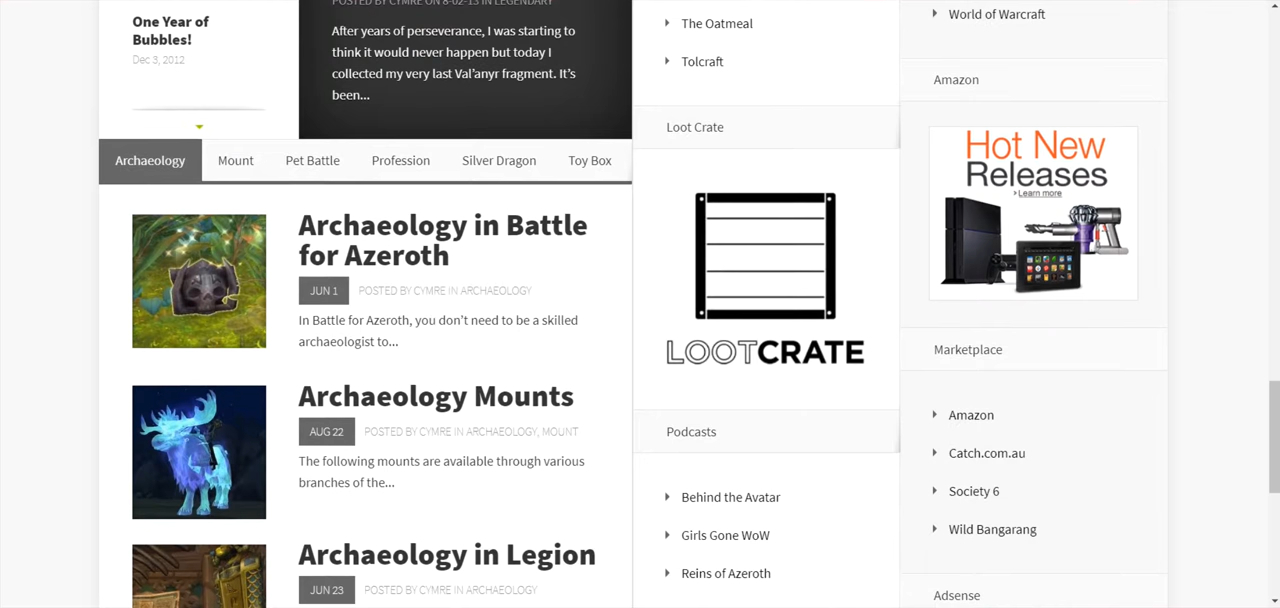 One Year of
Bubbles!
Dec 3, 2012
POSTED BY CYMRE ON 8-02-13 IN LEGENDARY
After years of perseverance, I was starting to
think it would never happen but today I
collected my very last Val’anyr fragment. It’s
been...
Archaeology
Mount
Pet Battle
Profession
Silver Dragon
Toy Box
Archaeology in Battle
for Azeroth
JUN 1
POSTED BY CYMRE IN ARCHAEOLOGY
In Battle for Azeroth, you don’t need to be a skilled
archaeologist to...
Archaeology Mounts
AUG 22
POSTED BY CYMRE IN ARCHAEOLOGY, MOUNT
The following mounts are available through various
branches of the...
Archaeology in Legion
JUN 23
POSTED BY CYMRE IN ARCHAEOLOGY
The Oatmeal
Tolcraft
Loot Crate
LOOTCRATE
Podcasts
Behind the Avatar
Girls Gone WoW
Reins of Azeroth
World of Warcraft
Amazon
Hot New
Releases
Learn more
Marketplace
Amazon
Catch.com.au
Society 6
Wild Bangarang
Adsense